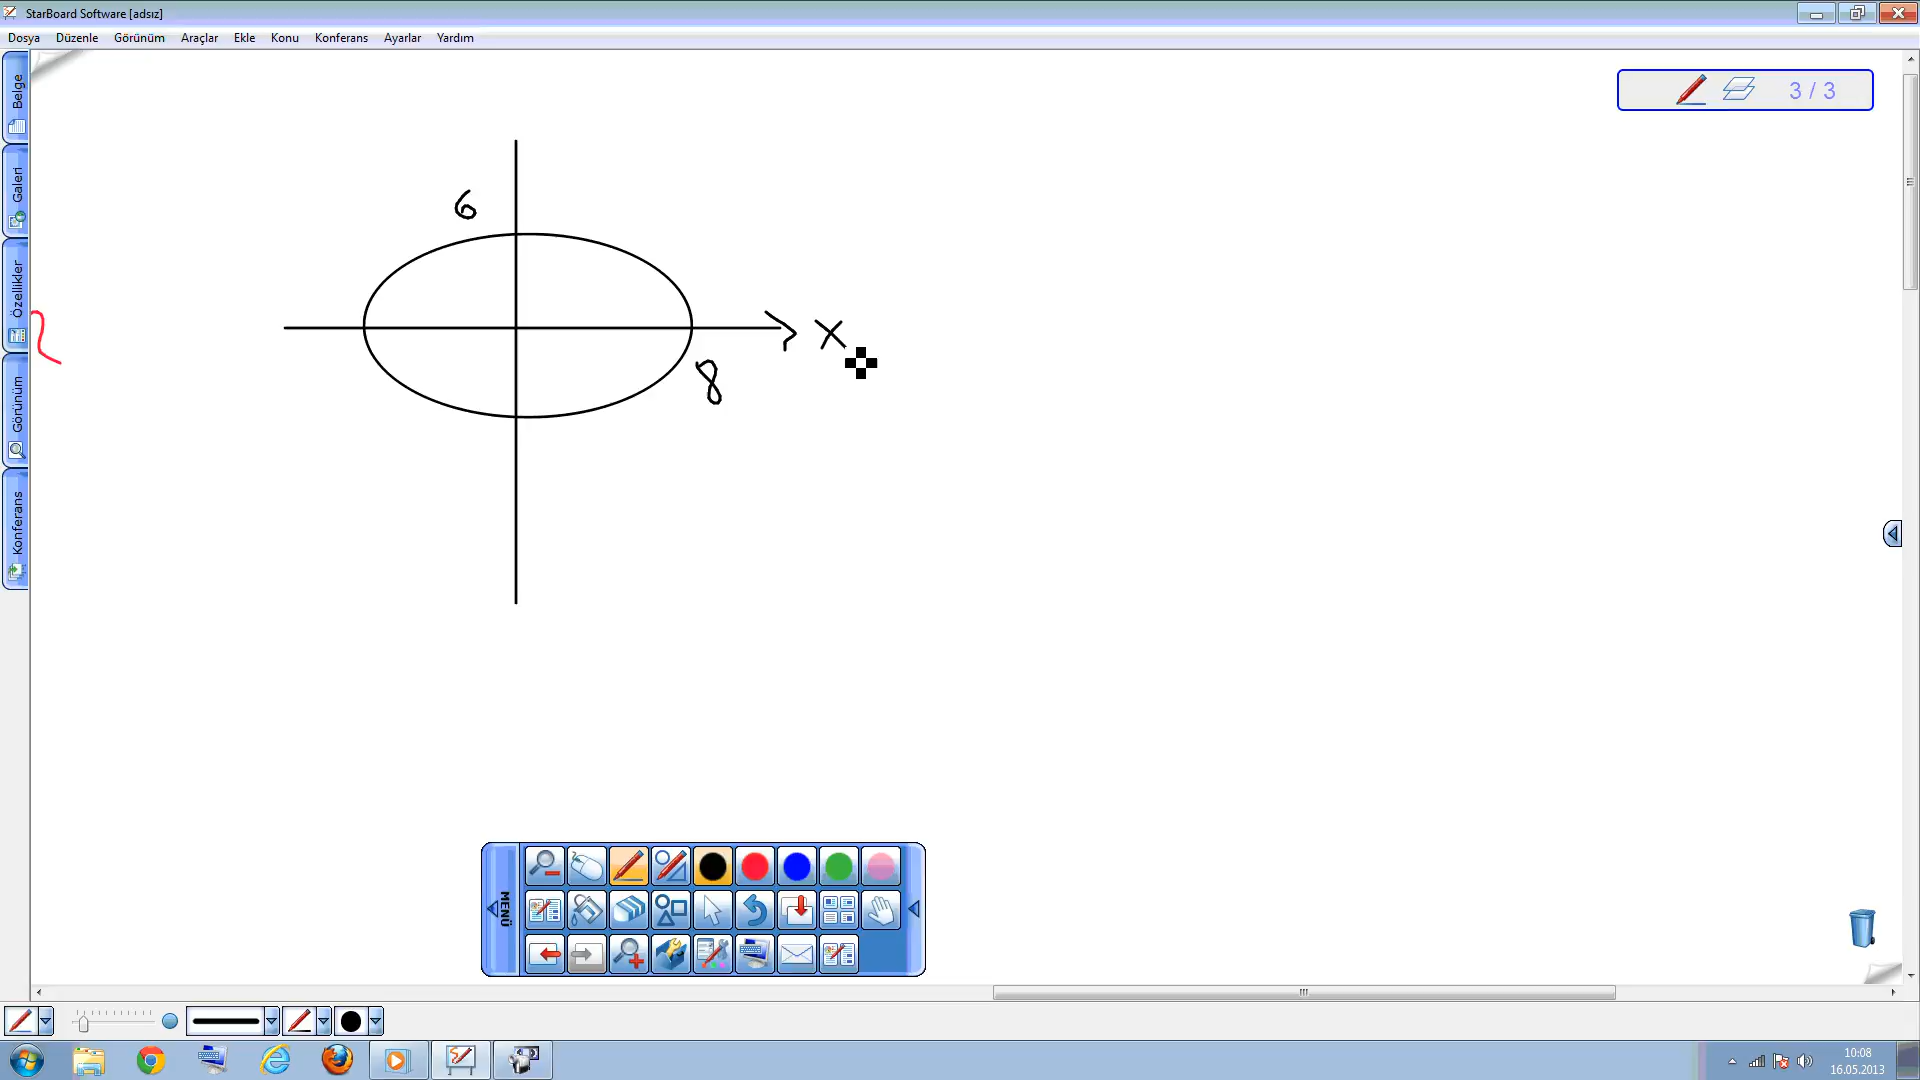 StarBoard Software [adsız]
Dosya Düzenle Görünüm Araçlar Ekle Konu Konferans Ayarlar Yardım
Belge
Galeri
Özellikler
Görünüm
Konferans
3 / 3
6
x
8
MENÜ
10:08
16.05.2013